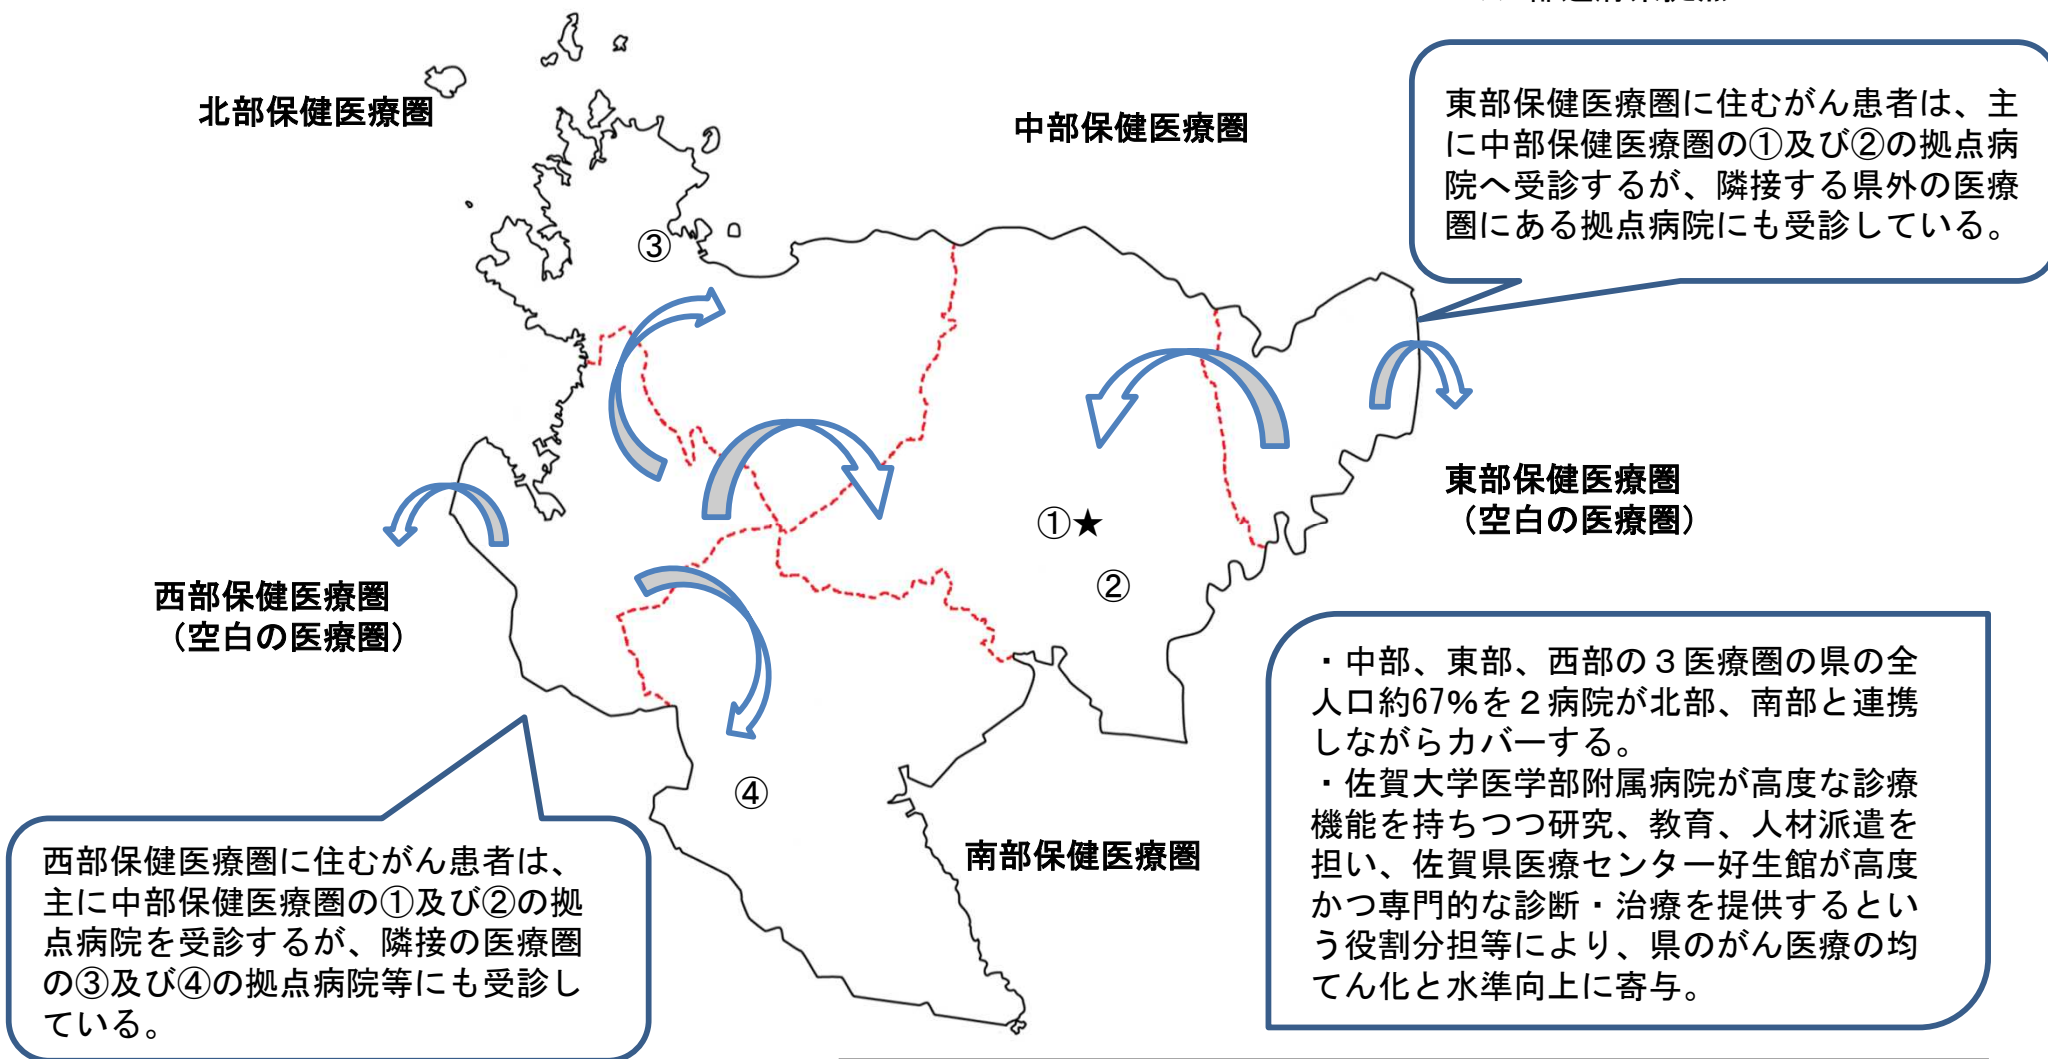 北部保健医療圏
中部保健医療圏
東部保健医療圏に住むがん患者は、主
に中部保健医療圏の①及び②の拠点病
院へ受診するが、隣接する県外の医療
圏にある拠点病院にも受診している。
③
東部保健医療圏
（空白の医療圏）
①★
②
西部保健医療圏
（空白の医療圏）
・中部、東部、西部の３医療圏の県の全
人口約67%を２病院が北部、南部と連携
しながらカバーする。
・佐賀大学医学部附属病院が高度な診療
機能を持ちつつ研究、教育、人材派遣を
担い、佐賀県医療センター好生館が高度
かつ専門的な診断・治療を提供するとい
う役割分担等により、県のがん医療の均
てん化と水準向上に寄与。
④
南部保健医療圏
西部保健医療圏に住むがん患者は、
主に中部保健医療圏の①及び②の拠
点病院を受診するが、隣接の医療圏
の③及び④の拠点病院等にも受診し
ている。